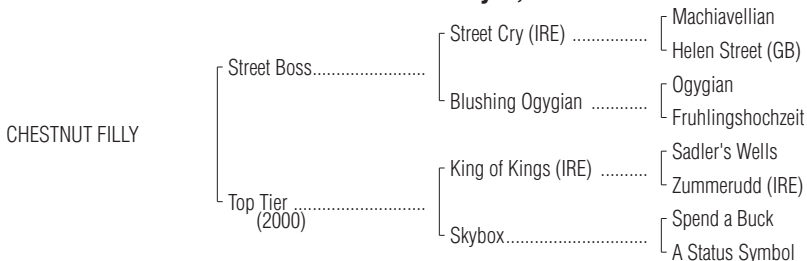 Machiavellian
Street Cry (IRE) ................
Helen Street (GB)
Street Boss........................
Ogygian
Blushing Ogygian ............
Fruhlingshochzeit
CHESTNUT FILLY
Sadler's Wells
King of Kings (IRE) ..........
Zummerudd (IRE)
Top Tier ............................
(2000)
Spend a Buck
Skybox..............................
A Status Symbol